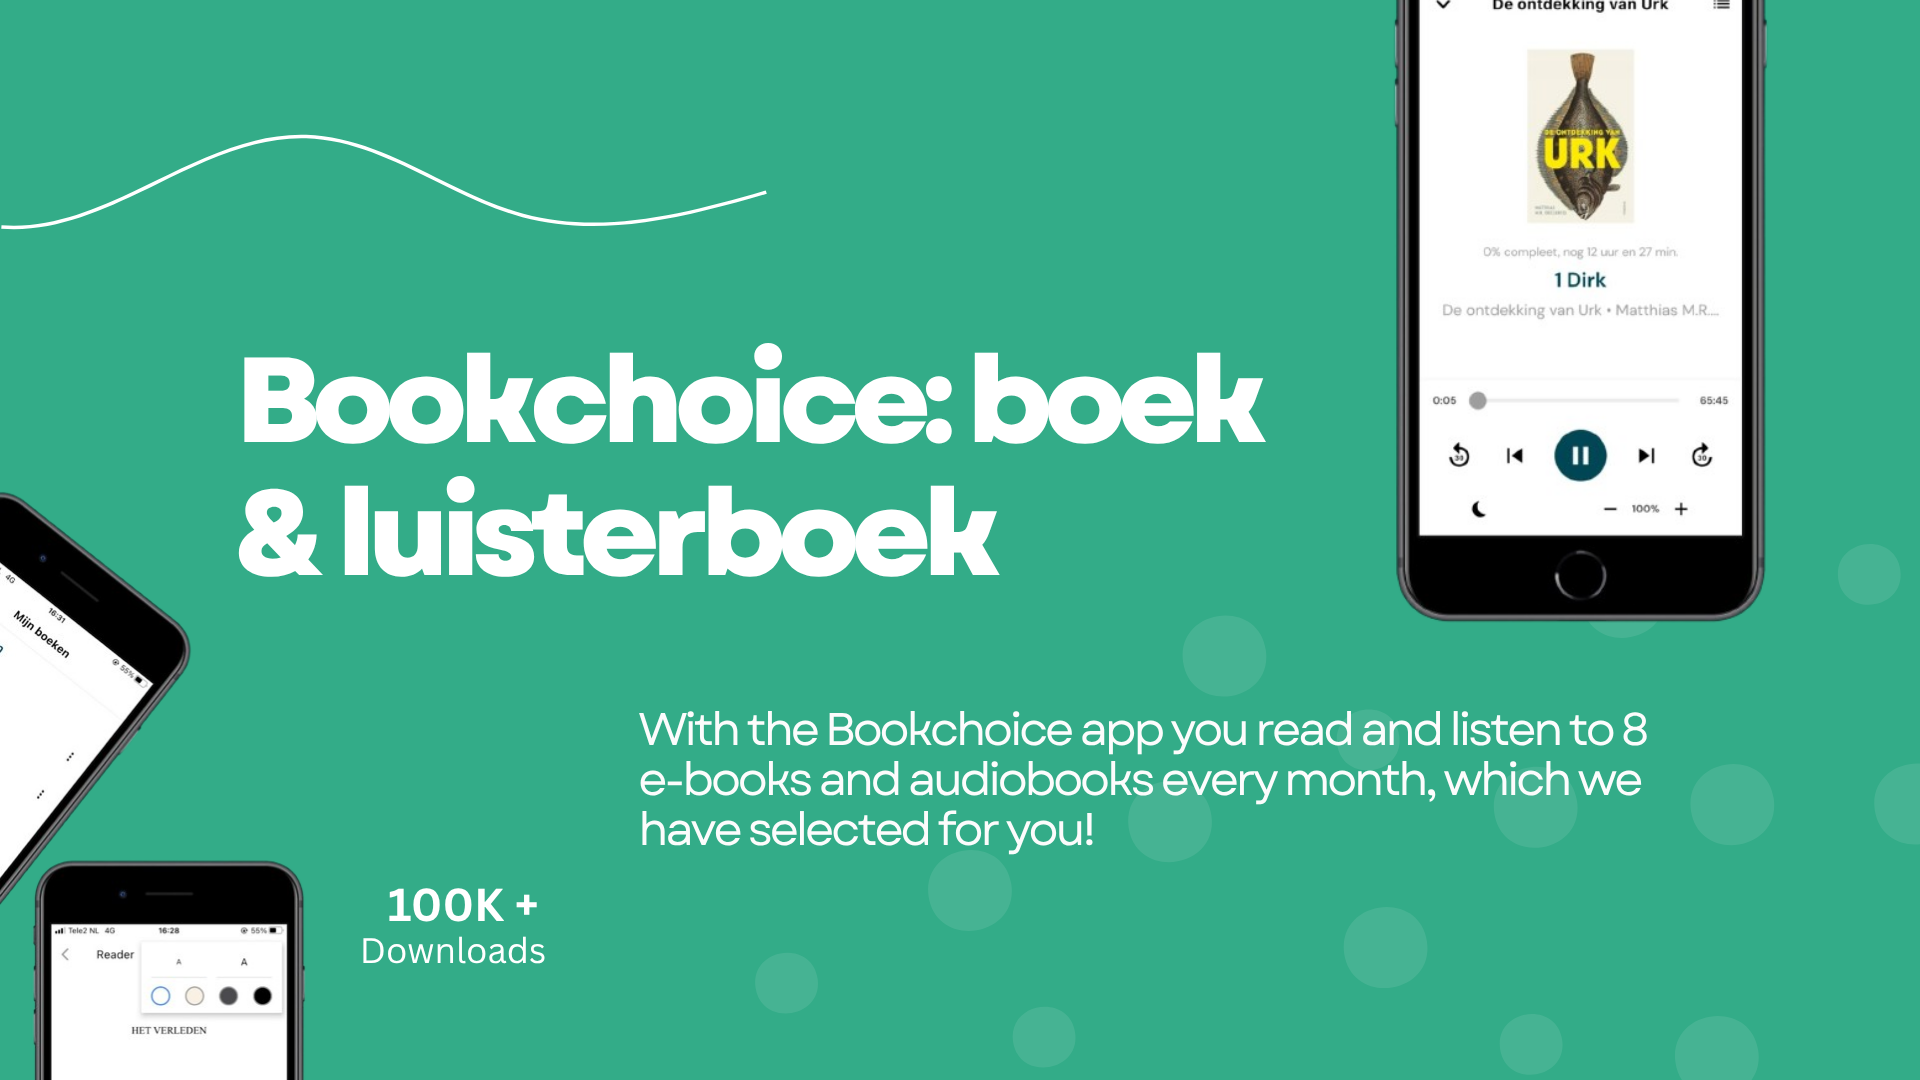 De ontdekking van Urk
DE ONTDEKKING VAN
URK
0% compleet, nog 12 uur en 27 min.
1 Dirk
De ontdekking van Urk • Matthias M.R....
0:05
65:45
30
30
100%
Bookchoice: boek
& luisterboek
4G
16:31
55%
Mijn boeken
With the Bookchoice app you read and listen to 8
e-books and audiobooks every month, which we
have selected for you!
100K +
Downloads
Tele2 NL 4G
16:28
55%
Reader
A
A
HET VERLEDEN